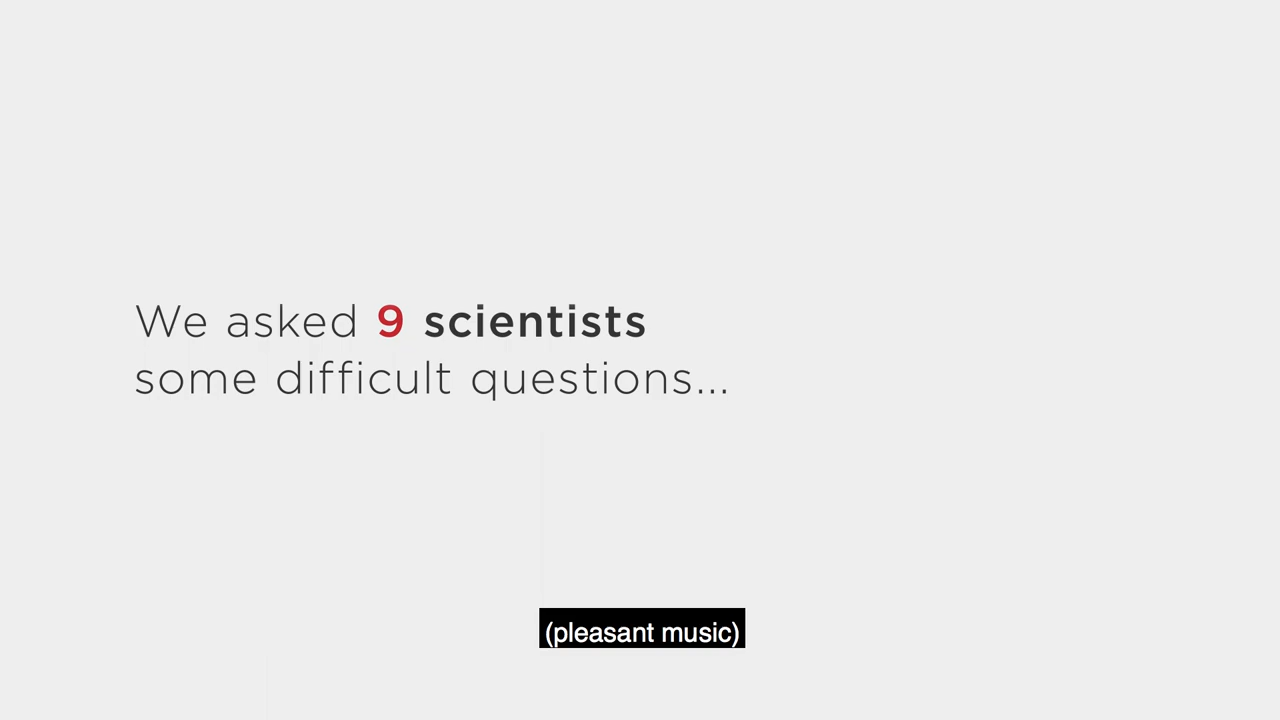 We asked 9 scientists
some difficult questions...
(pleasant music)